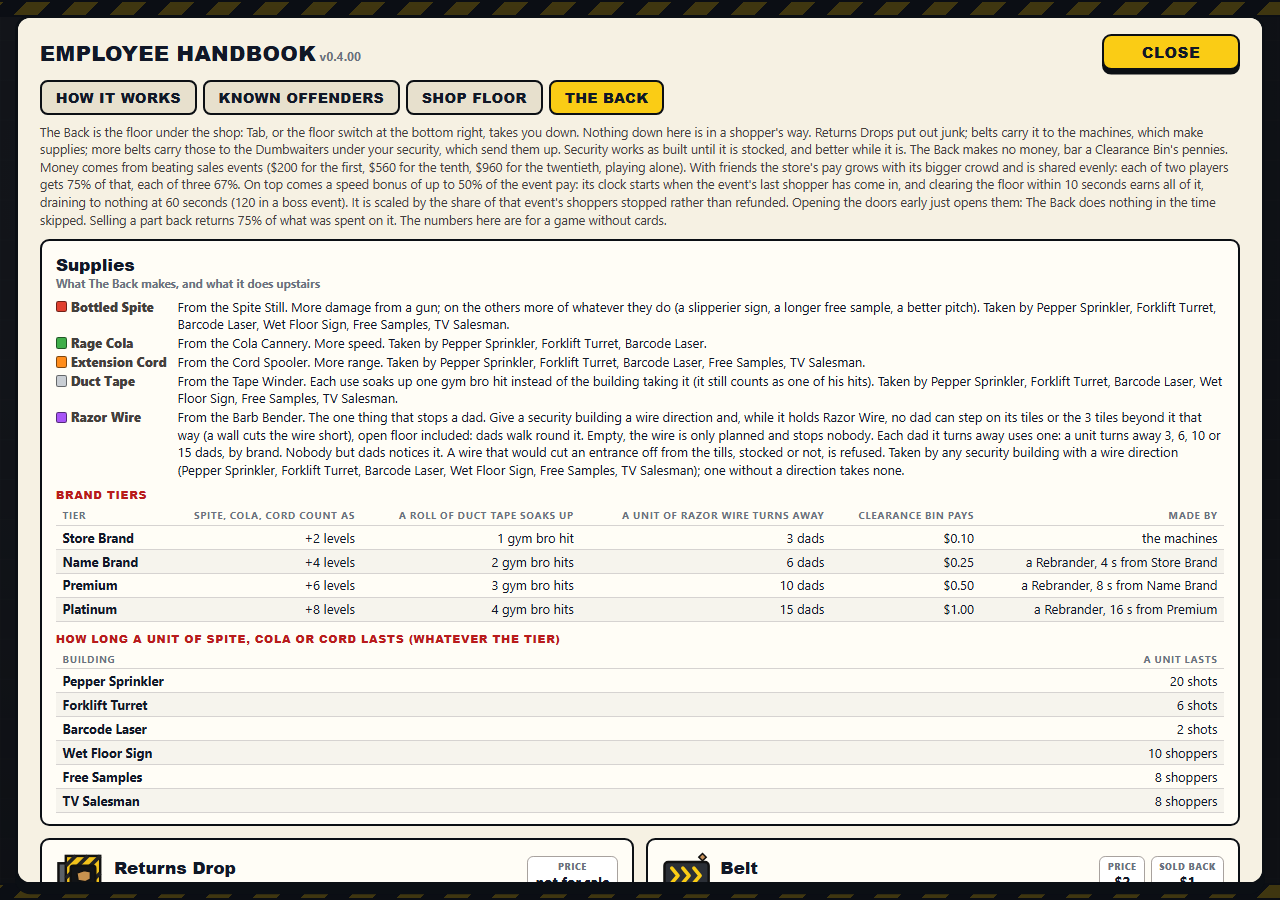 EMPLOYEE HANDBOOK v0.4.00
CLOSE
HOW IT WORKS
KNOWN OFFENDERS
SHOP FLOOR
THE BACK
The Back is the floor under the shop: Tab, or the floor switch at the bottom right, takes you down. Nothing down here is in a shopper's way. Returns Drops put out junk; belts carry it to the machines, which make
supplies; more belts carry those to the Dumbwaiters under your security, which send them up. Security works as built until it is stocked, and better while it is. The Back makes no money, bar a Clearance Bin's pennies.
Money comes from beating sales events ($200 for the first, $560 for the tenth, $960 for the twentieth, playing alone). With friends the store's pay grows with its bigger crowd and is shared evenly: each of two players
gets 75% of that, each of three 67%. On top comes a speed bonus of up to 50% of the event pay: its clock starts when the event's last shopper has come in, and clearing the floor within 10 seconds earns all of it,
draining to nothing at 60 seconds (120 in a boss event). It is scaled by the share of that event's shoppers stopped rather than refunded. Opening the doors early just opens them: The Back does nothing in the time
skipped. Selling a part back returns 75% of what was spent on it. The numbers here are for a game without cards.
Supplies
What The Back makes, and what it does upstairs
Bottled Spite From the Spite Still. More damage from a gun; on the others more of whatever they do (a slipperier sign, a longer free sample, a better pitch). Taken by Pepper Sprinkler, Forklift Turret,
Barcode Laser, Wet Floor Sign, Free Samples, TV Salesman.
Rage Cola From the Cola Cannery. More speed. Taken by Pepper Sprinkler, Forklift Turret, Barcode Laser.
Extension Cord From the Cord Spooler. More range. Taken by Pepper Sprinkler, Forklift Turret, Barcode Laser, Free Samples, TV Salesman.
Duct Tape From the Tape Winder. Each use soaks up one gym bro hit instead of the building taking it (it still counts as one of his hits). Taken by Pepper Sprinkler, Forklift Turret, Barcode Laser, Wet
Floor Sign, Free Samples, TV Salesman.
Razor Wire From the Barb Bender. The one thing that stops a dad. Give a security building a wire direction and, while it holds Razor Wire, no dad can step on its tiles or the 3 tiles beyond it that
way (a wall cuts the wire short), open floor included: dads walk round it. Empty, the wire is only planned and stops nobody. Each dad it turns away uses one: a unit turns away 3, 6, 10 or
15 dads, by brand. Nobody but dads notices it. A wire that would cut an entrance off from the tills, stocked or not, is refused. Taken by any security building with a wire direction
(Pepper Sprinkler, Forklift Turret, Barcode Laser, Wet Floor Sign, Free Samples, TV Salesman); one without a direction takes none.
BRAND TIERS
TIER SPITE, COLA, CORD COUNT AS A ROLL OF DUCT TAPE SOAKS UP A UNIT OF RAZOR WIRE TURNS AWAY CLEARANCE BIN PAYS MADE BY
Store Brand +2 levels 1 gym bro hit 3 dads $0.10 the machines
Name Brand +4 levels 2 gym bro hits 6 dads $0.25 a Rebrander, 4 s from Store Brand
Premium +6 levels 3 gym bro hits 10 dads $0.50 a Rebrander, 8 s from Name Brand
Platinum +8 levels 4 gym bro hits 15 dads $1.00 a Rebrander, 16 s from Premium
HOW LONG A UNIT OF SPITE, COLA OR CORD LASTS (WHATEVER THE TIER)
BUILDING A UNIT LASTS
Pepper Sprinkler 20 shots
Forklift Turret 6 shots
Barcode Laser 2 shots
Wet Floor Sign 10 shoppers
Free Samples 8 shoppers
TV Salesman 8 shoppers
Returns Drop
PRICE
not for sale
Belt
PRICE
$2
SOLD BACK
$1